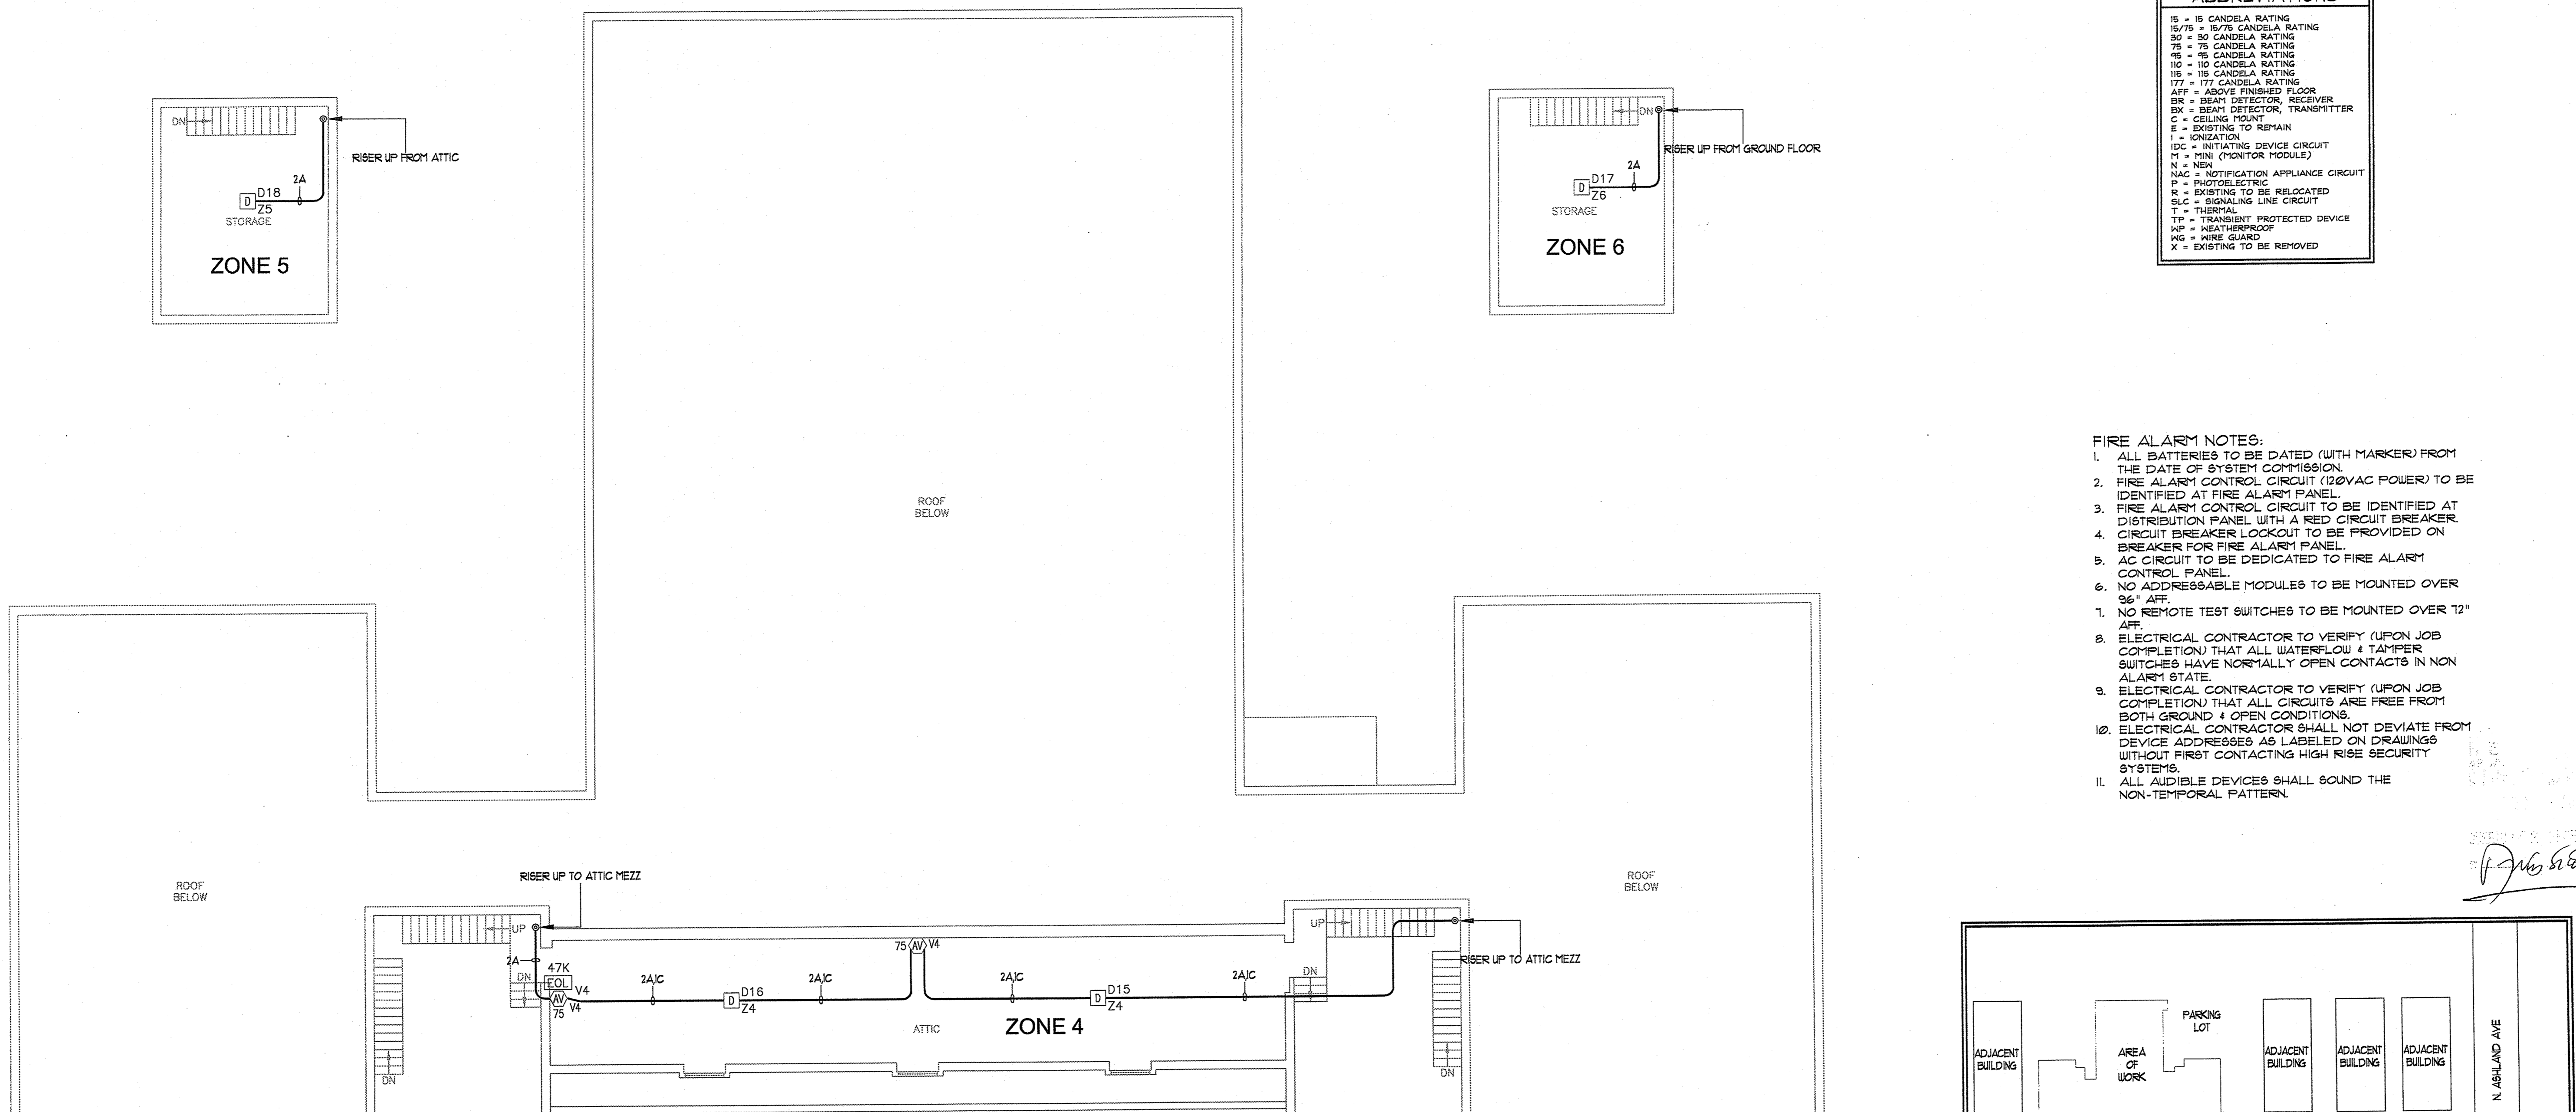 ABBREVIATIONS
15 = 15 CANDELA RATING
15/75 = 15/75 CANDELA RATING
30 = 30 CANDELA RATING
75 = 75 CANDELA RATING
95 = 95 CANDELA RATING
110 = 110 CANDELA RATING
115 = 115 CANDELA RATING
177 = 177 CANDELA RATING
AFF = ABOVE FINISHED FLOOR
BR = BEAM DETECTOR, RECEIVER
BX = BEAM DETECTOR, TRANSMITTER
C = CEILING MOUNT
E = EXISTING TO REMAIN
I = IONIZATION
IDC = INITIATING DEVICE CIRCUIT
M = MINI (MONITOR MODULE)
N = NEW
NAC = NOTIFICATION APPLIANCE CIRCUIT
P = PHOTOELECTRIC
R = EXISTING TO BE RELOCATED
SLC = SIGNALING LINE CIRCUIT
T = THERMAL
TP = TRANSIENT PROTECTED DEVICE
WP = WEATHERPROOF
WG = WIRE GUARD
X = EXISTING TO BE REMOVED
DN
RISER UP FROM ATTIC
2A
D D18
Z5
STORAGE
ZONE 5
DN
RISER UP FROM GROUND FLOOR
2A
D D17
Z6
STORAGE
ZONE 6
ROOF
BELOW
FIRE ALARM NOTES:
1. ALL BATTERIES TO BE DATED (WITH MARKER) FROM
THE DATE OF SYSTEM COMMISSION.
2. FIRE ALARM CONTROL CIRCUIT (120VAC POWER) TO BE
IDENTIFIED AT FIRE ALARM PANEL.
3. FIRE ALARM CONTROL CIRCUIT TO BE IDENTIFIED AT
DISTRIBUTION PANEL WITH A RED CIRCUIT BREAKER.
4. CIRCUIT BREAKER LOCKOUT TO BE PROVIDED ON
BREAKER FOR FIRE ALARM PANEL.
5. AC CIRCUIT TO BE DEDICATED TO FIRE ALARM
CONTROL PANEL.
6. NO ADDRESSABLE MODULES TO BE MOUNTED OVER
96" AFF.
7. NO REMOTE TEST SWITCHES TO BE MOUNTED OVER 72"
AFF.
8. ELECTRICAL CONTRACTOR TO VERIFY (UPON JOB
COMPLETION) THAT ALL WATERFLOW & TAMPER
SWITCHES HAVE NORMALLY OPEN CONTACTS IN NON
ALARM STATE.
9. ELECTRICAL CONTRACTOR TO VERIFY (UPON JOB
COMPLETION) THAT ALL CIRCUITS ARE FREE FROM
BOTH GROUND & OPEN CONDITIONS.
10. ELECTRICAL CONTRACTOR SHALL NOT DEVIATE FROM
DEVICE ADDRESSES AS LABELED ON DRAWINGS
WITHOUT FIRST CONTACTING HIGH RISE SECURITY
SYSTEMS.
11. ALL AUDIBLE DEVICES SHALL SOUND THE
NON-TEMPORAL PATTERN.
ROOF
BELOW
ROOF
BELOW
RISER UP TO ATTIC MEZZ
UP
2A
DN
47K
EOL
AV V4
V4
75
2A,1C
D D16
Z4
2A,1C
75 AV V4
2A,1C
D D15
Z4
2A,1C
UP
DN
RISER UP TO ATTIC MEZZ
ATTIC
ZONE 4
DN
DN
ADJACENT
BUILDING
AREA
OF
WORK
PARKING
LOT
ADJACENT
BUILDING
ADJACENT
BUILDING
ADJACENT
BUILDING
N. ASHLAND AVE